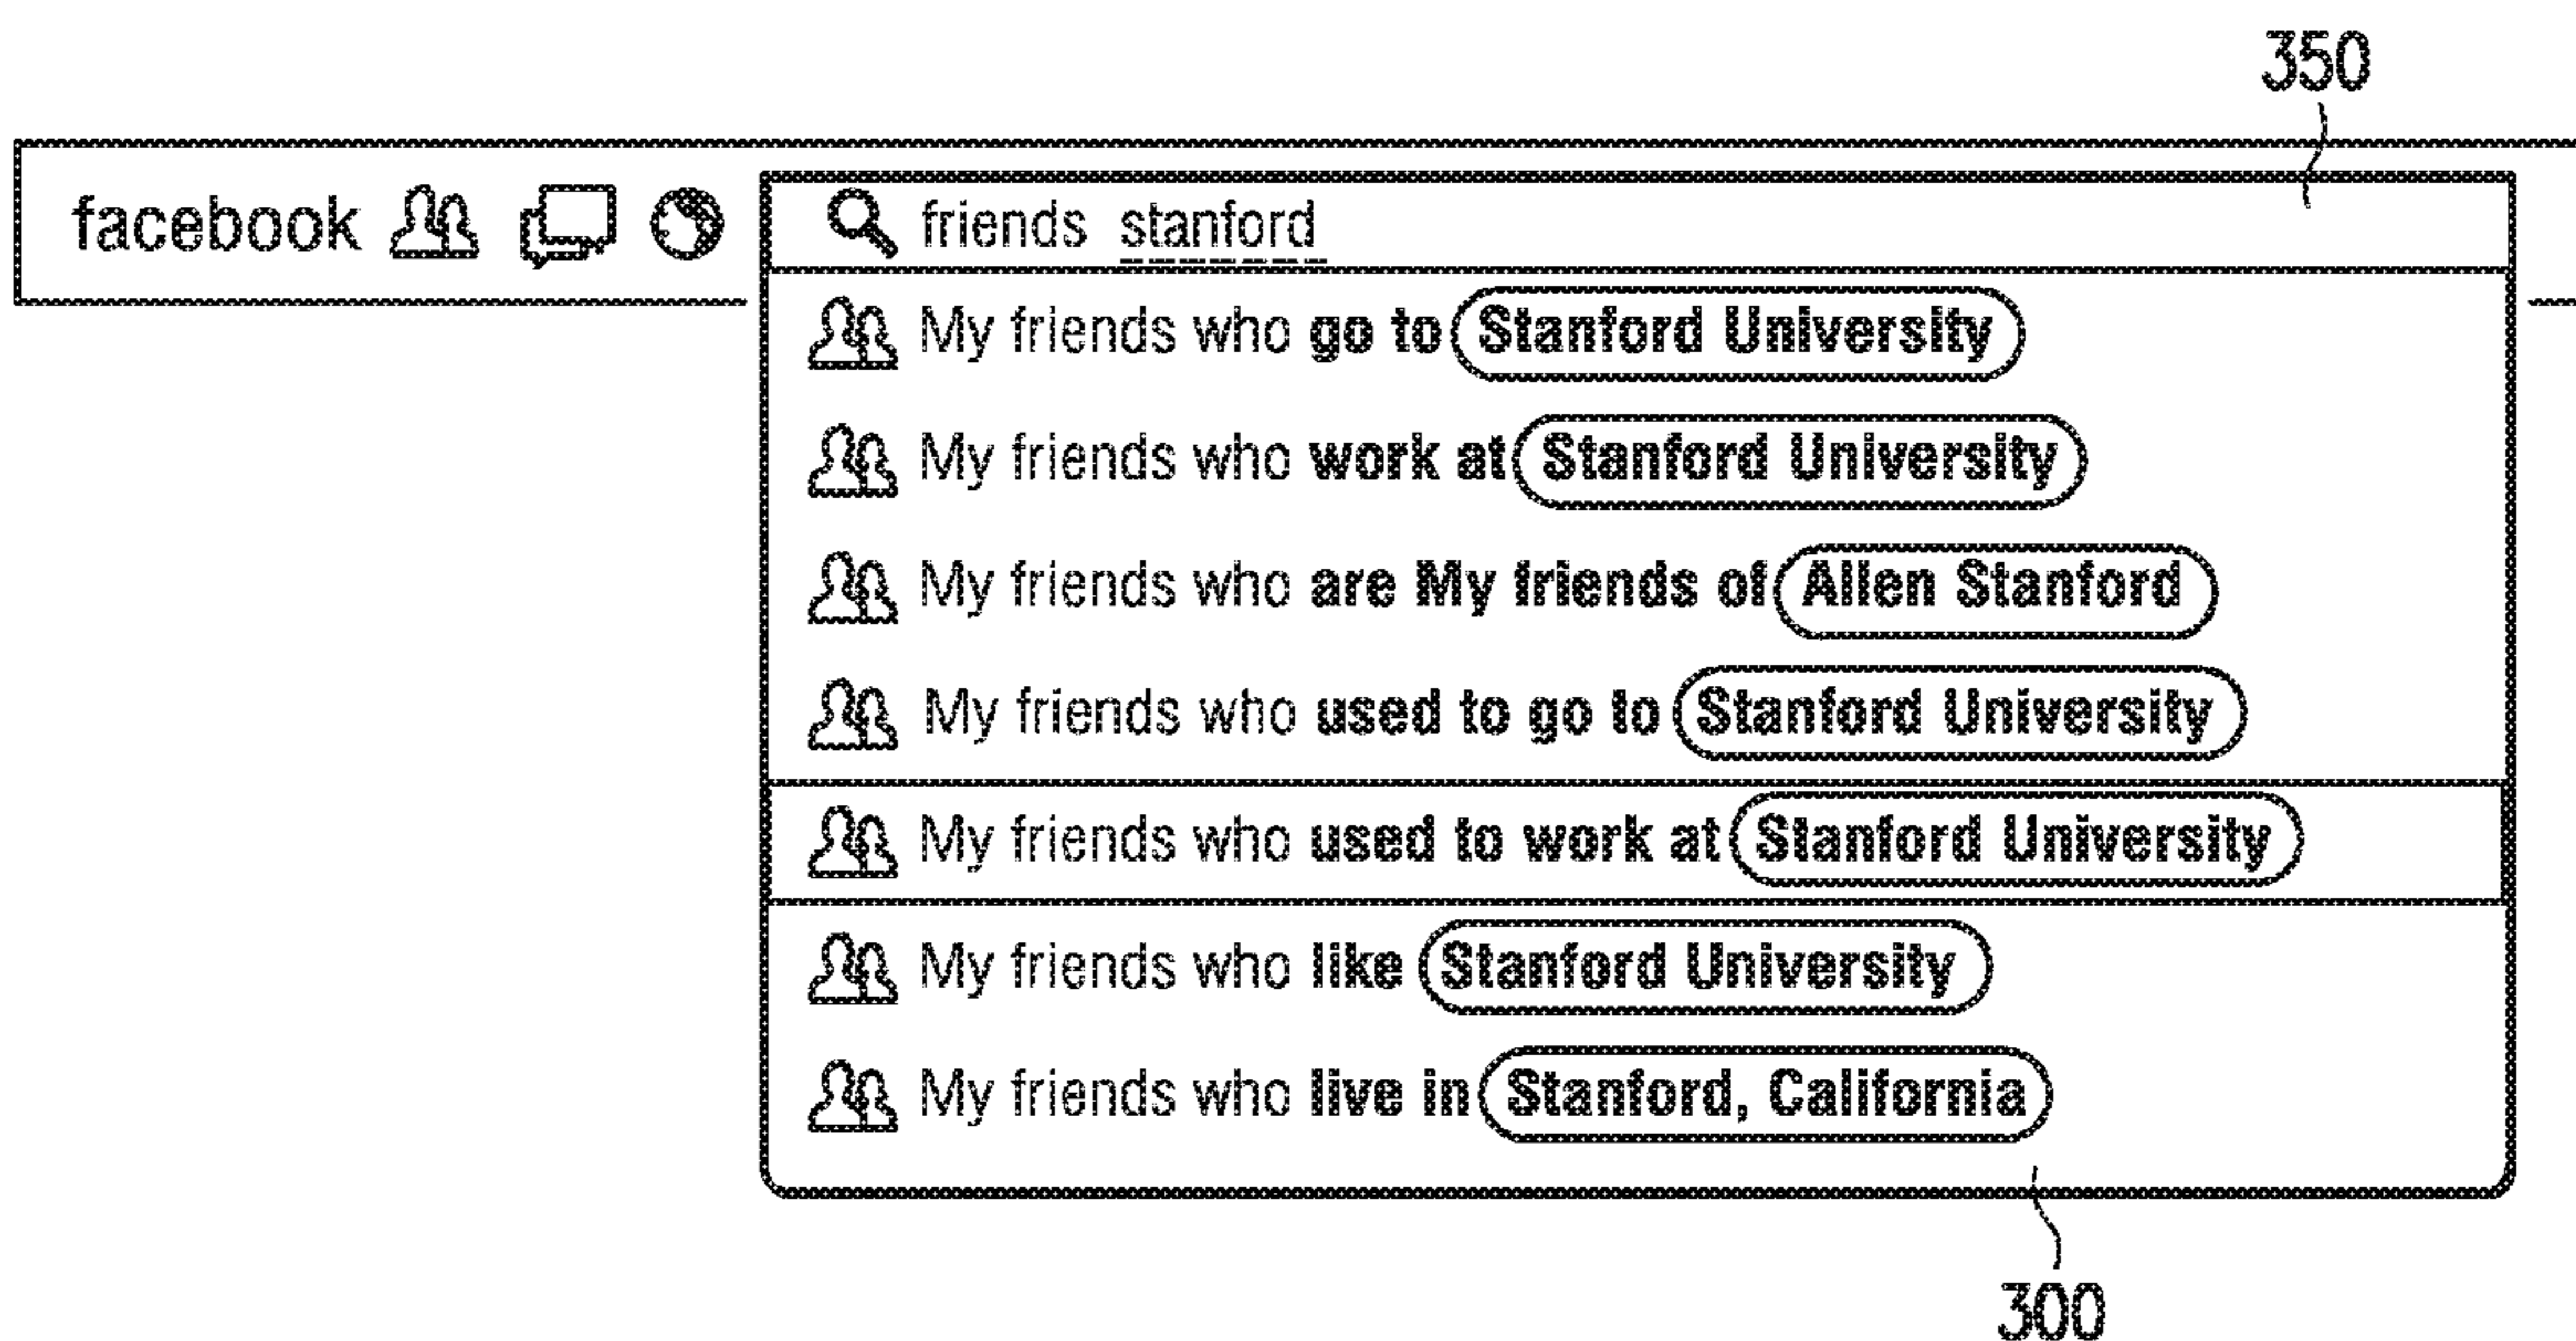 350
facebook friends stanford
My friends who go to Stanford University
My friends who work at Stanford University
My friends who are My friends of Allen Stanford
My friends who used to go to Stanford University
My friends who used to work at Stanford University
My friends who like Stanford University
My friends who live in Stanford, California
300